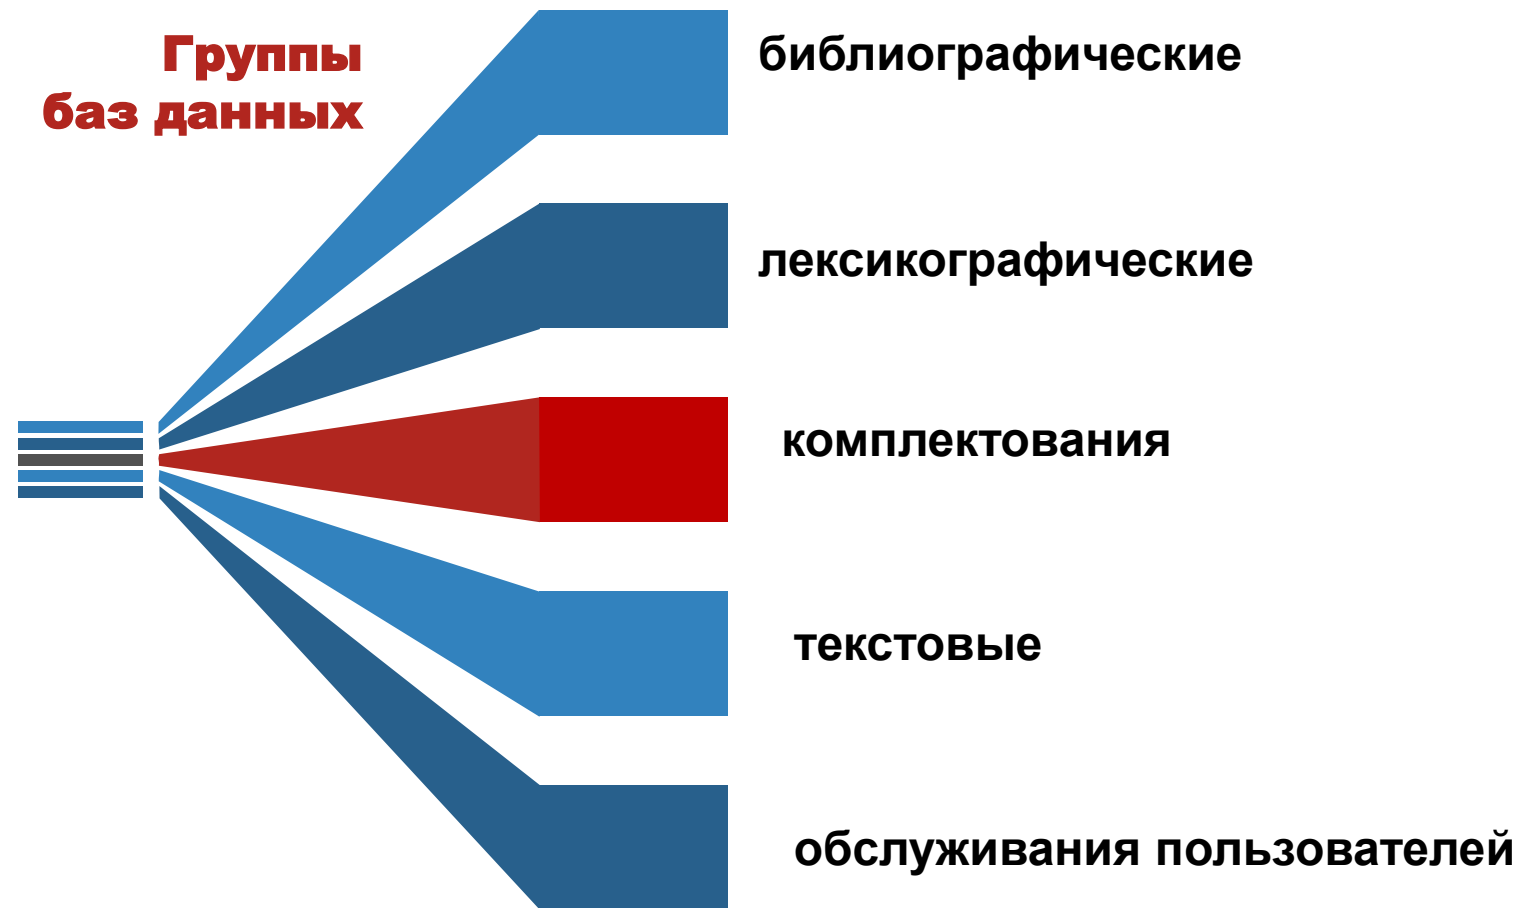 Группы
баз данных
библиографические
лексикографические
комплектования
текстовые
обслуживания пользователей